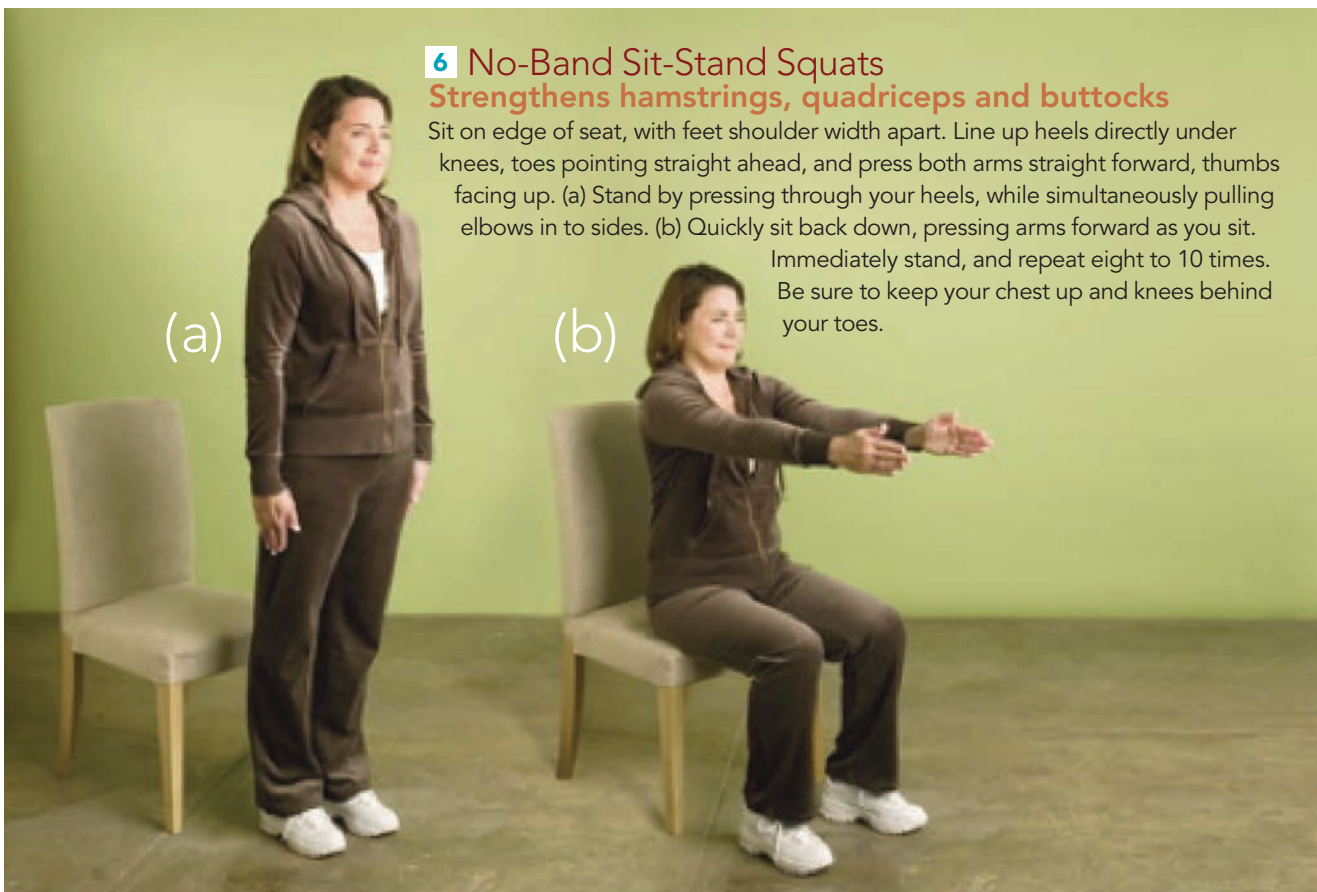 6 No-Band Sit-Stand Squats
Strengthens hamstrings, quadriceps and buttocks
Sit on edge of seat, with feet shoulder width apart. Line up heels directly under
knees, toes pointing straight ahead, and press both arms straight forward, thumbs
facing up. (a) Stand by pressing through your heels, while simultaneously pulling
elbows in to sides. (b) Quickly sit back down, pressing arms forward as you sit.
Immediately stand, and repeat eight to 10 times.
Be sure to keep your chest up and knees behind
your toes.
(a)
(b)